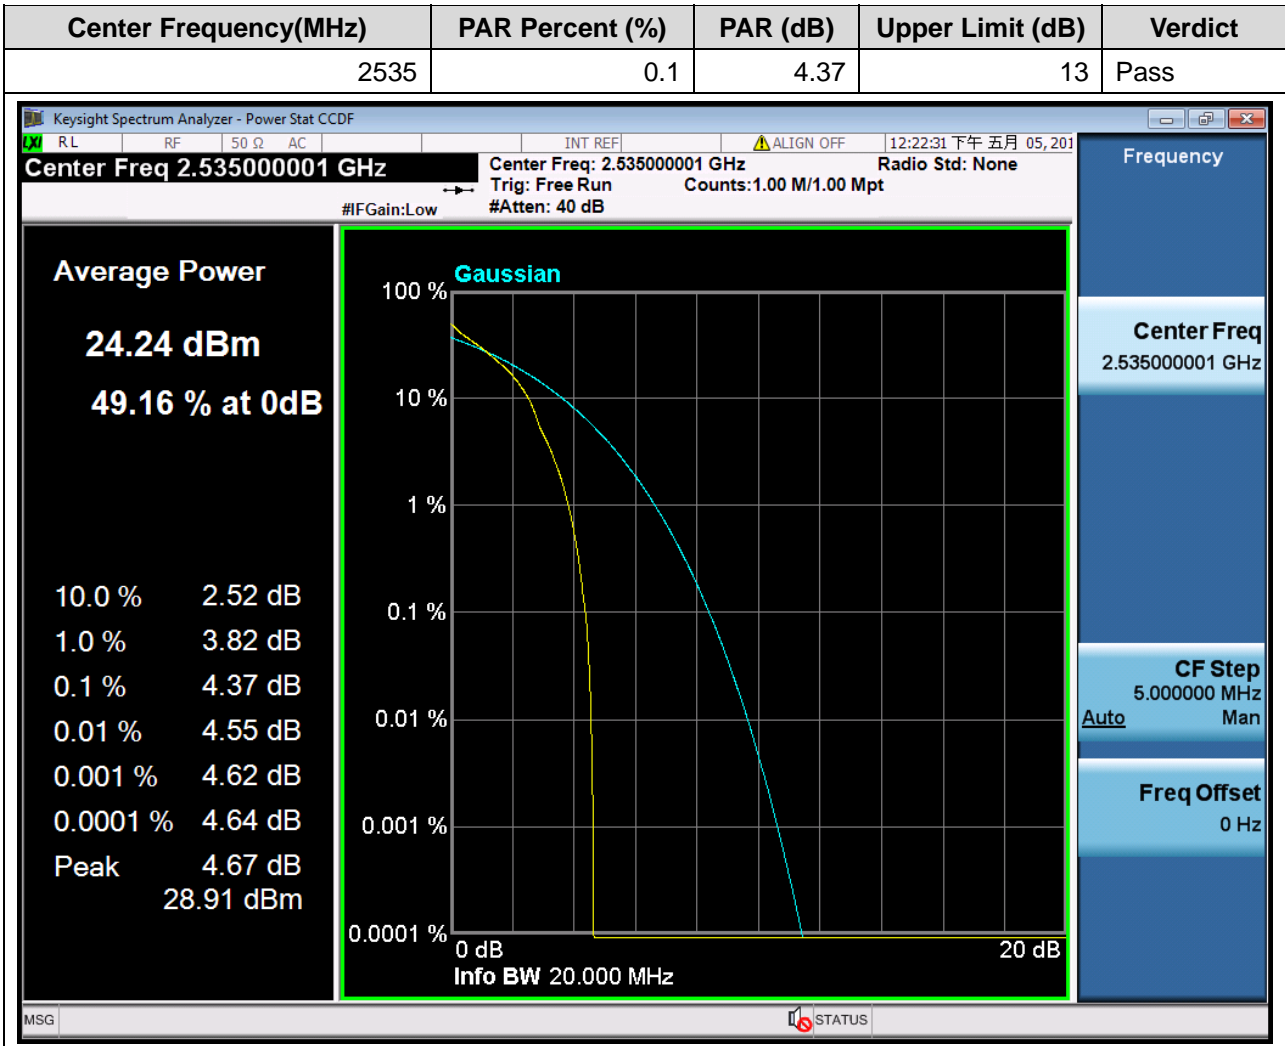 Center Frequency(MHz) PAR Percent (%) PAR (dB) Upper Limit (dB) Verdict
2535 0.1 4.37 13 Pass
Keysight Spectrum Analyzer - Power Stat CCDF
LXI RL RF 50 Ω AC INT REF ALIGN OFF 12:22:31 下午 五月 05, 201
Center Freq 2.535000001 GHz
Center Freq: 2.535000001 GHz Radio Std: None
Trig: Free Run Counts:1.00 M/1.00 Mpt
#IFGain:Low #Atten: 40 dB
Frequency
Average Power
24.24 dBm
49.16 % at 0dB
10.0 % 2.52 dB
1.0 % 3.82 dB
0.1 % 4.37 dB
0.01 % 4.55 dB
0.001 % 4.62 dB
0.0001 % 4.64 dB
Peak 4.67 dB
28.91 dBm
Gaussian
100 %
10 %
1 %
0.1 %
0.01 %
0.001 %
0.0001 %
0 dB 20 dB
Info BW 20.000 MHz
Center Freq
2.535000001 GHz
CF Step
5.000000 MHz
Auto Man
Freq Offset
0 Hz
MSG STATUS